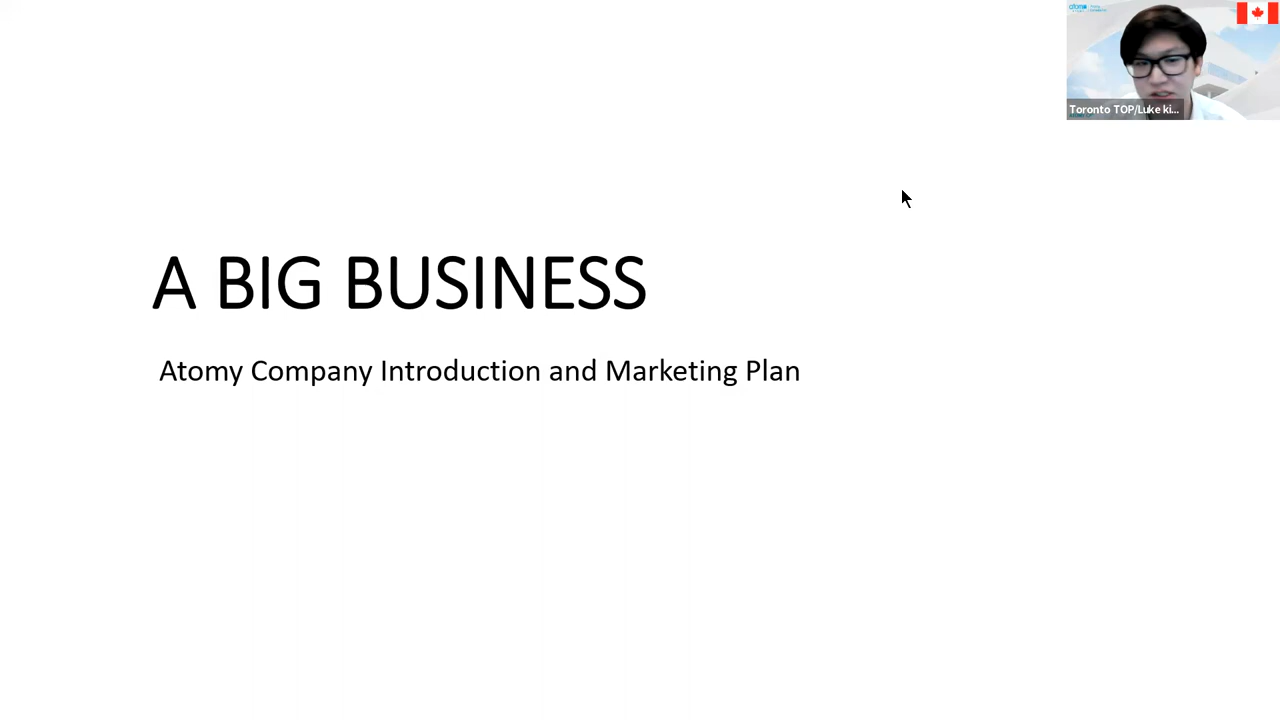 Toronto TOP/Luke ki...
A BIG BUSINESS
Atomy Company Introduction and Marketing Plan